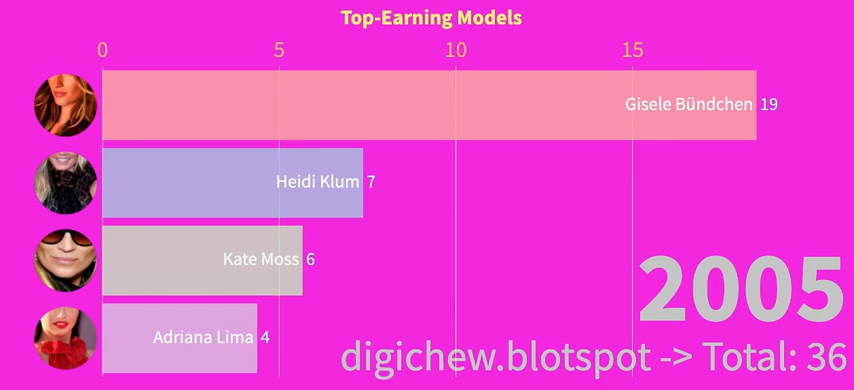 Top-Earning Models
0 5 10 15
Gisele Bündchen 19
Heidi Klum 7
Kate Moss 6
Adriana Lima 4
2005
digichew.blotspot -> Total: 36